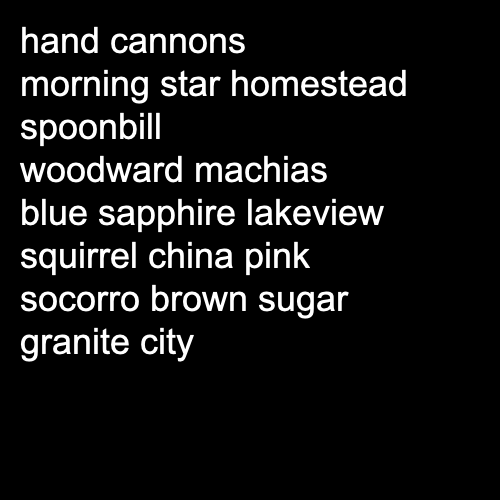 hand cannons
morning star homestead
spoonbill
woodward machias
blue sapphire lakeview
squirrel china pink
socorro brown sugar
granite city